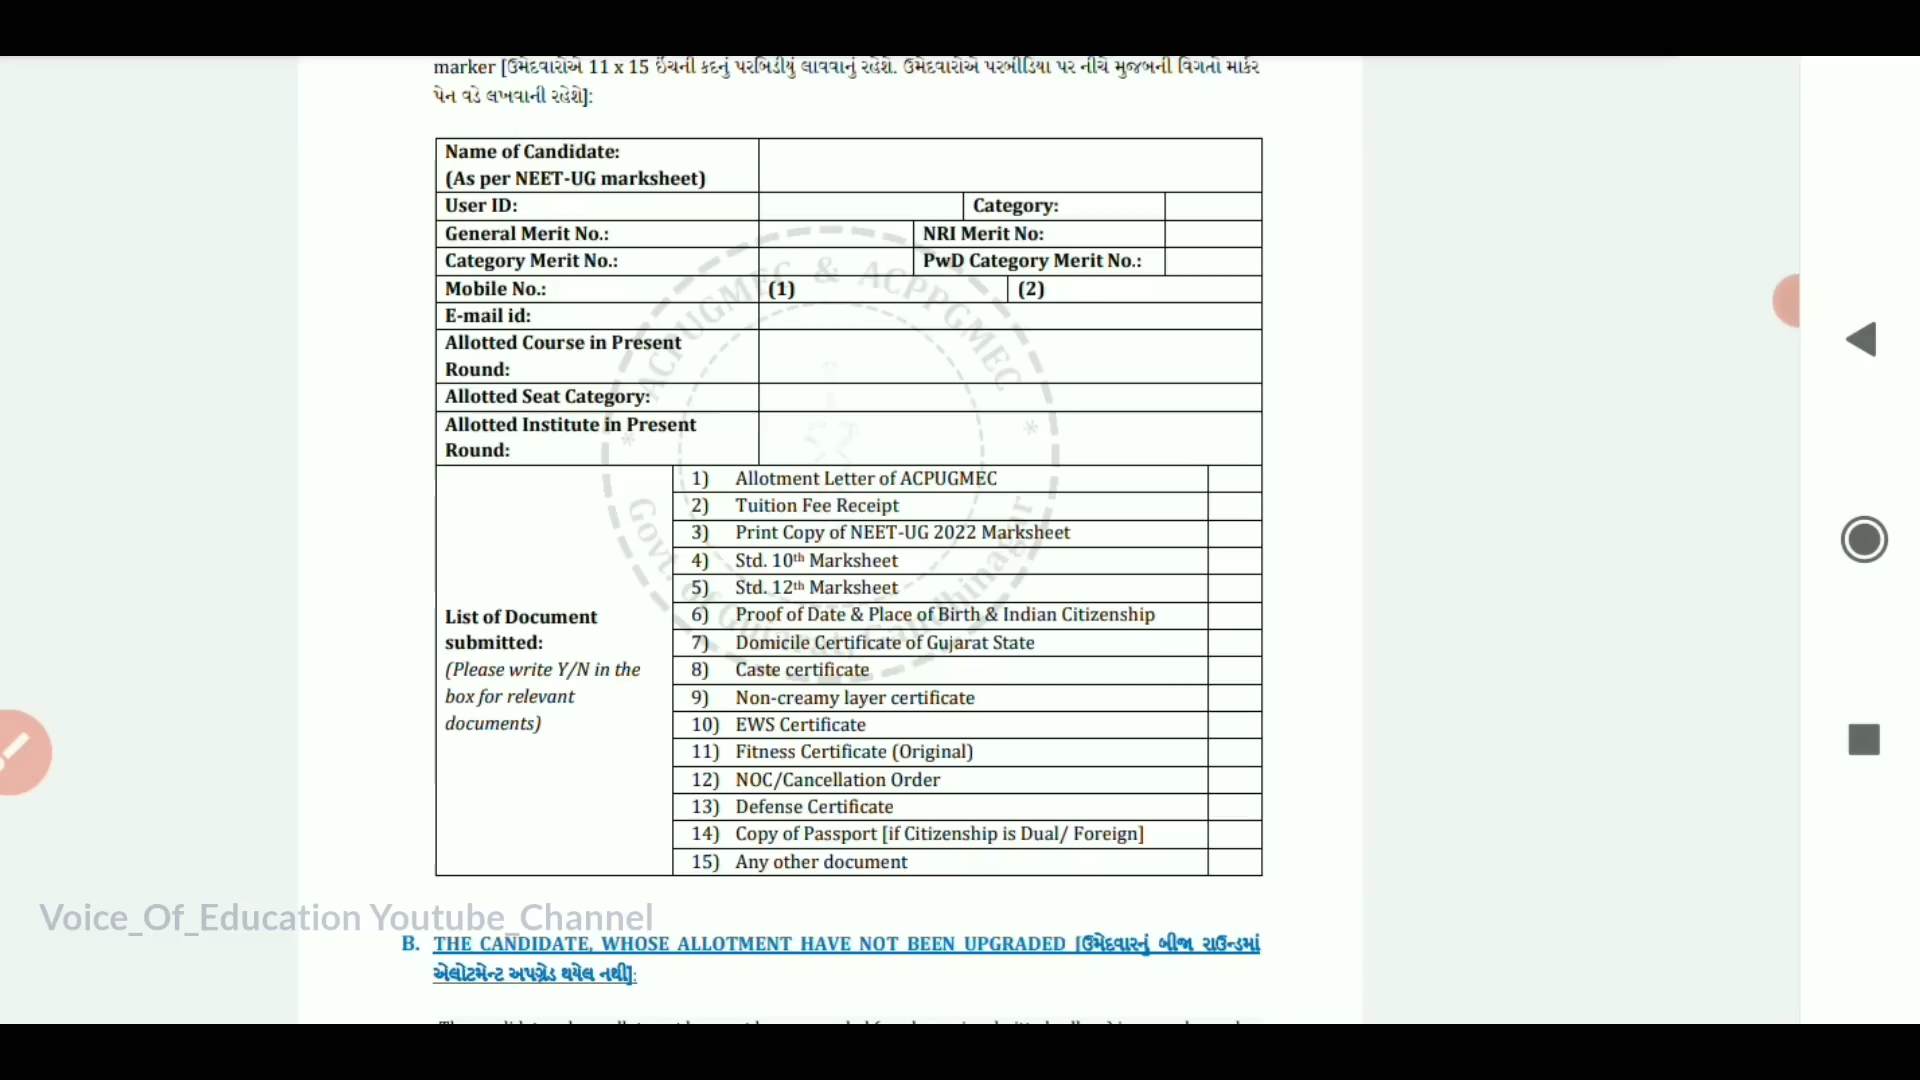 marker [ઉમેદવારોએ 11 x 15 ઈંચની કદનું પરબિડીયું લાવવાનું રહેશે. ઉમેદવારોએ પરબીડિયા પર નીચે મુજબની વિગતો માર્કર
પેન વડે લખવાની રહેશે]:
Name of Candidate:
(As per NEET-UG marksheet)
User ID: Category:
General Merit No.: NRI Merit No:
Category Merit No.: PwD Category Merit No.:
Mobile No.: (1) (2)
E-mail id:
Allotted Course in Present
Round:
Allotted Seat Category:
Allotted Institute in Present
Round:
List of Document
submitted:
(Please write Y/N in the
box for relevant
documents)
1) Allotment Letter of ACPUGMEC
2) Tuition Fee Receipt
3) Print Copy of NEET-UG 2022 Marksheet
4) Std. 10th Marksheet
5) Std. 12th Marksheet
6) Proof of Date & Place of Birth & Indian Citizenship
7) Domicile Certificate of Gujarat State
8) Caste certificate
9) Non-creamy layer certificate
10) EWS Certificate
11) Fitness Certificate (Original)
12) NOC/Cancellation Order
13) Defense Certificate
14) Copy of Passport [if Citizenship is Dual/ Foreign]
15) Any other document
* ACPUGMEC & ACPPGMEC *
Govt. of Gujarat, Gandhinagar
Voice_Of_Education Youtube_Channel
B. THE CANDIDATE, WHOSE ALLOTMENT HAVE NOT BEEN UPGRADED [ઉમેદવારનું બીજા રાઉન્ડમાં
એલોટમેન્ટ અપગ્રેડ થયેલ નથી]: